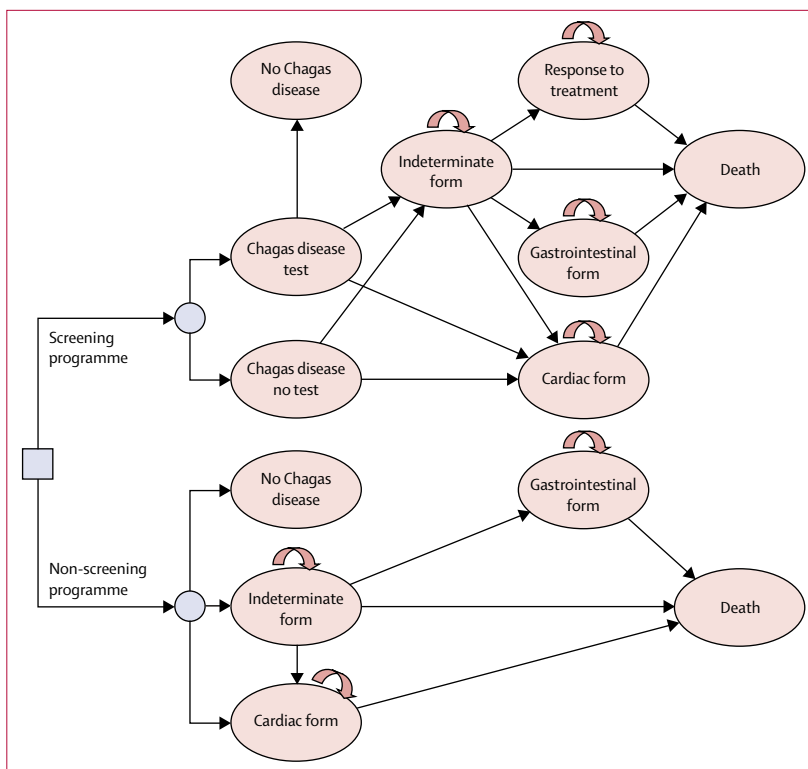 No Chagas
disease
Response to
treatment
Indeterminate
form
Death
Chagas disease
test
Gastrointestinal
form
Screening
programme
Chagas disease
no test
Cardiac form
No Chagas
disease
Gastrointestinal
form
Non-screening
programme
Indeterminate
form
Death
Cardiac form